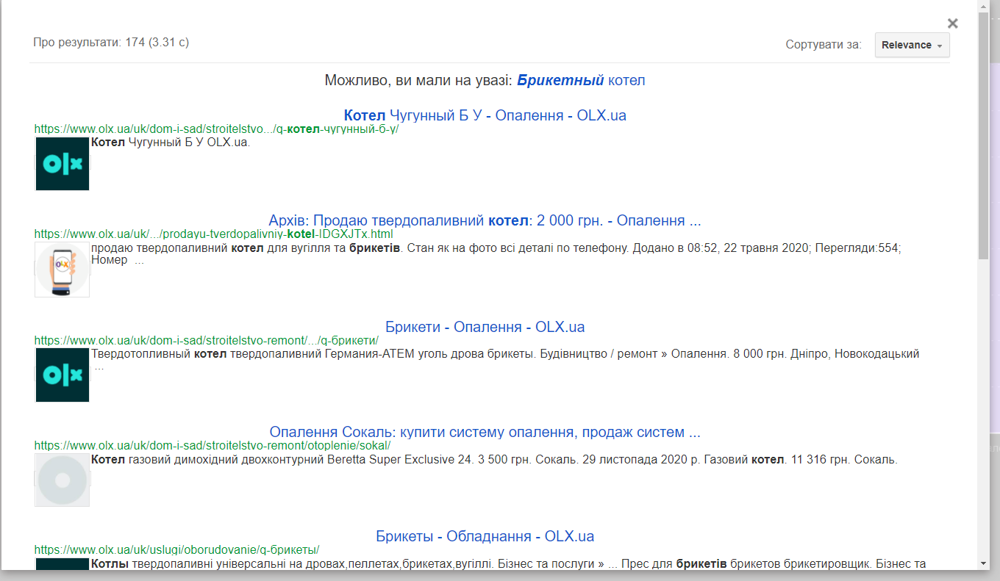 Про результати: 174 (3.31 с)
Сортувати за: Relevance
Можливо, ви мали на увазі: Брикетный котел
Котел Чугунный Б У - Опалення - OLX.ua
https://www.olx.ua/uk/dom-i-sad/stroitelstvo.../q-котел-чугунный-б-у/
olx
Котел Чугунный Б У OLX.ua.
Архів: Продаю твердопаливний котел: 2 000 грн. - Опалення ...
https://www.olx.ua/uk/.../prodayu-tverdopalivniy-kotel-IDGXJTx.html
OLX
продаю твердопаливний котел для вугілля та брикетів. Стан як на фото всі деталі по телефону. Додано в 08:52, 22 травня 2020; Перегляди:554;
Номер ...
Брикети - Опалення - OLX.ua
https://www.olx.ua/uk/dom-i-sad/stroitelstvo-remont/.../q-брикети/
olx
Твердотопливный котел твердопаливний Германия-АТЕМ уголь дрова брикеты. Будівництво / ремонт » Опалення. 8 000 грн. Дніпро, Новокодацький
...
Опалення Сокаль: купити систему опалення, продаж систем ...
https://www.olx.ua/uk/dom-i-sad/stroitelstvo-remont/otoplenie/sokal/
Котел газовий димохідний двохконтурний Beretta Super Exclusive 24. 3 500 грн. Сокаль. 29 листопада 2020 р. Газовий котел. 11 316 грн. Сокаль.
Брикеты - Обладнання - OLX.ua
https://www.olx.ua/uk/uslugi/oborudovanie/q-брикеты/
Котлы твердопаливні універсальні на дровах,пеллетах,брикетах,вугіллі. Бізнес та послуги » ... Прес для брикетів брикетов брикетировщик. Бізнес та